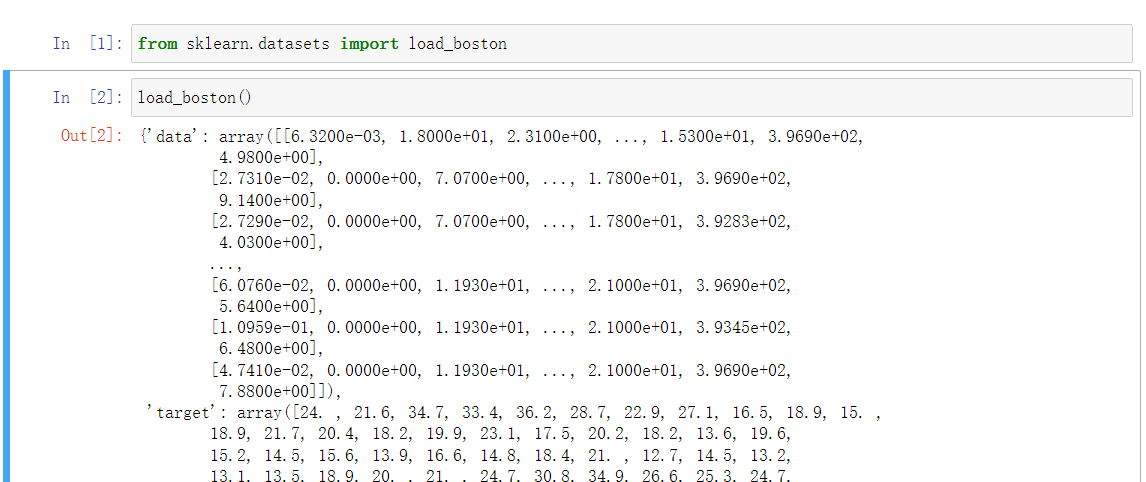 In [1]: from sklearn.datasets import load_boston
In [2]: load_boston()
Out[2]: {'data': array([[6.3200e-03, 1.8000e+01, 2.3100e+00, ..., 1.5300e+01, 3.9690e+02,
4.9800e+00],
[2.7310e-02, 0.0000e+00, 7.0700e+00, ..., 1.7800e+01, 3.9690e+02,
9.1400e+00],
[2.7290e-02, 0.0000e+00, 7.0700e+00, ..., 1.7800e+01, 3.9283e+02,
4.0300e+00],
...,
[6.0760e-02, 0.0000e+00, 1.1930e+01, ..., 2.1000e+01, 3.9690e+02,
5.6400e+00],
[1.0959e-01, 0.0000e+00, 1.1930e+01, ..., 2.1000e+01, 3.9345e+02,
6.4800e+00],
[4.7410e-02, 0.0000e+00, 1.1930e+01, ..., 2.1000e+01, 3.9690e+02,
7.8800e+00]]),
'target': array([24. , 21.6, 34.7, 33.4, 36.2, 28.7, 22.9, 27.1, 16.5, 18.9, 15. ,
18.9, 21.7, 20.4, 18.2, 19.9, 23.1, 17.5, 20.2, 18.2, 13.6, 19.6,
15.2, 14.5, 15.6, 13.9, 16.6, 14.8, 18.4, 21. , 12.7, 14.5, 13.2,
13.1, 13.5, 18.9, 20. , 21. , 24.7, 30.8, 34.9, 26.6, 25.3, 24.7,